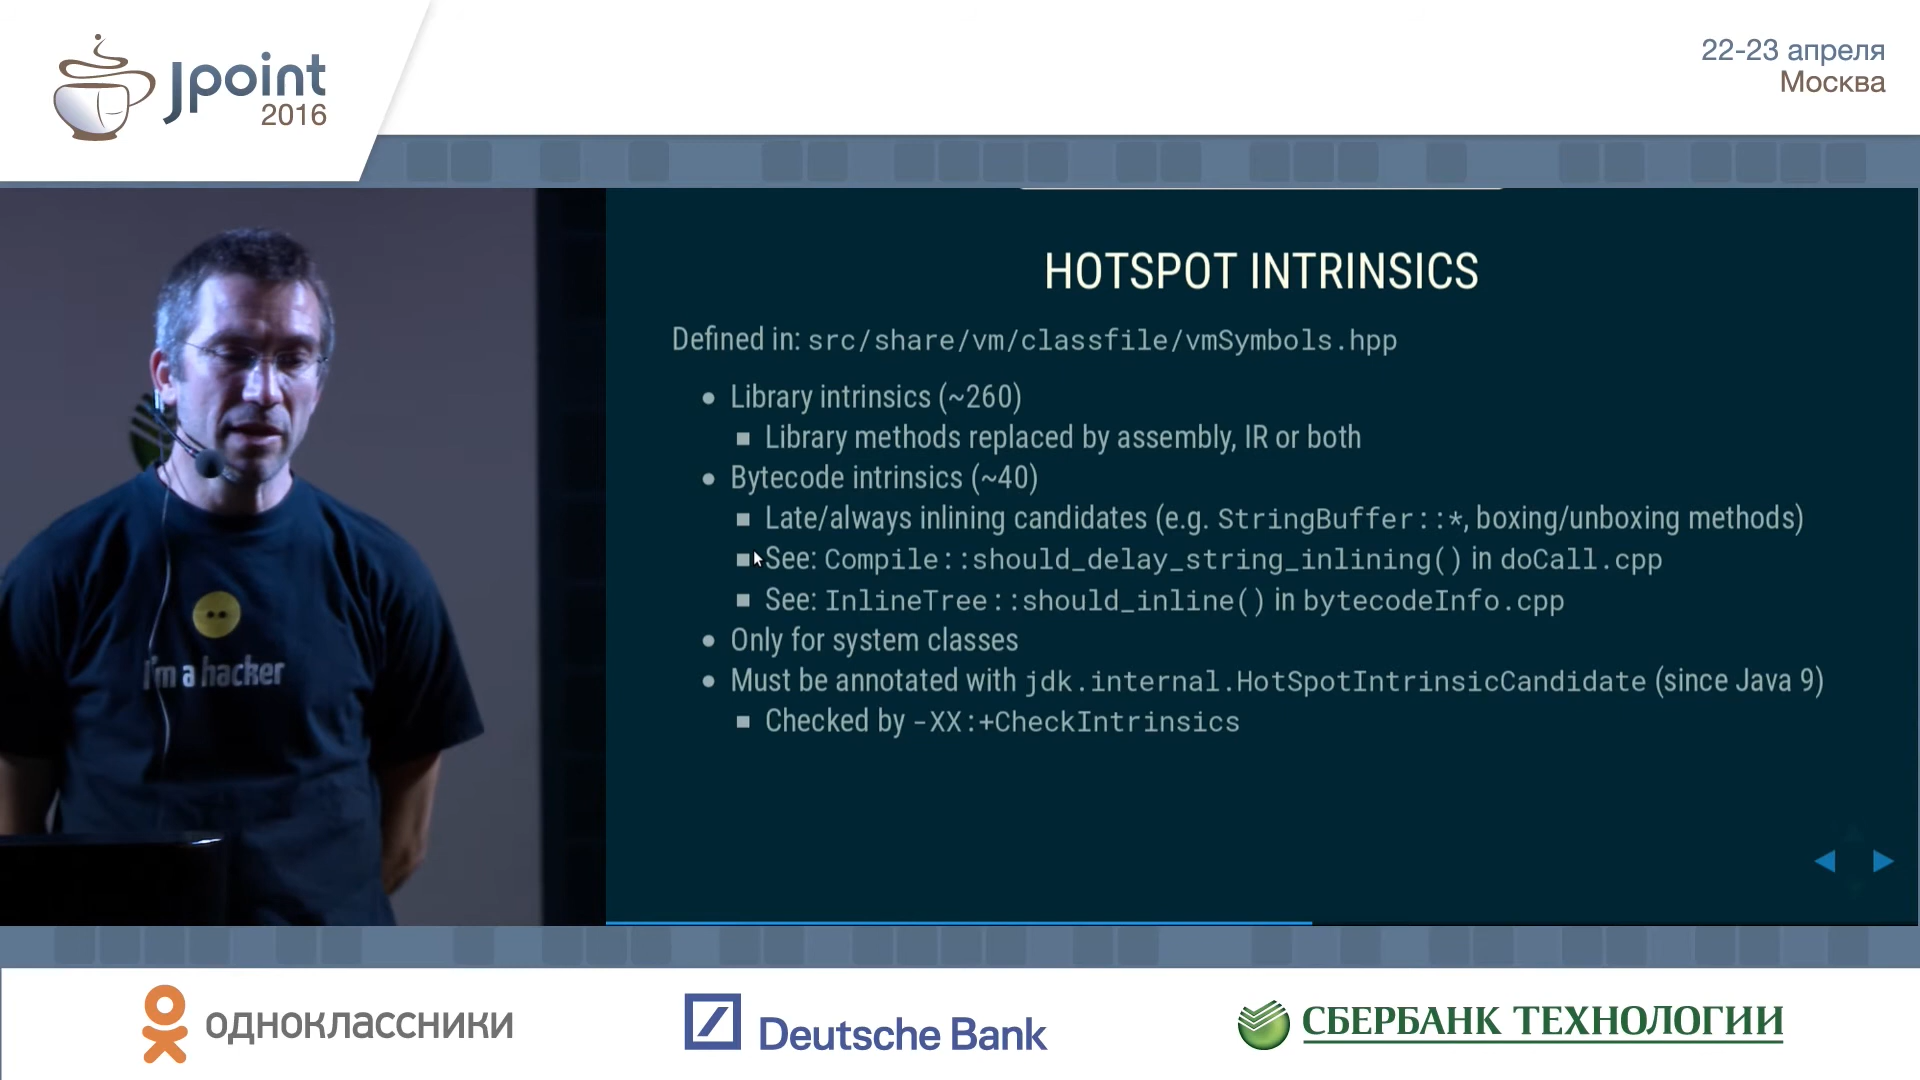 Jpoint
2016
22-23 апреля
Москва
HOTSPOT INTRINSICS
Defined in: src/share/vm/classfile/vmSymbols.hpp
Library intrinsics (~260)
Library methods replaced by assembly, IR or both
Bytecode intrinsics (~40)
Late/always inlining candidates (e.g. StringBuffer::*, boxing/unboxing methods)
See: Compile::should_delay_string_inlining() in doCall.cpp
See: InlineTree::should_inline() in bytecodeInfo.cpp
Only for system classes
Must be annotated with jdk.internal.HotSpotIntrinsicCandidate (since Java 9)
Checked by -XX:+CheckIntrinsics
I'm a hacker
одноклассники
Deutsche Bank
СБЕРБАНК ТЕХНОЛОГИИ